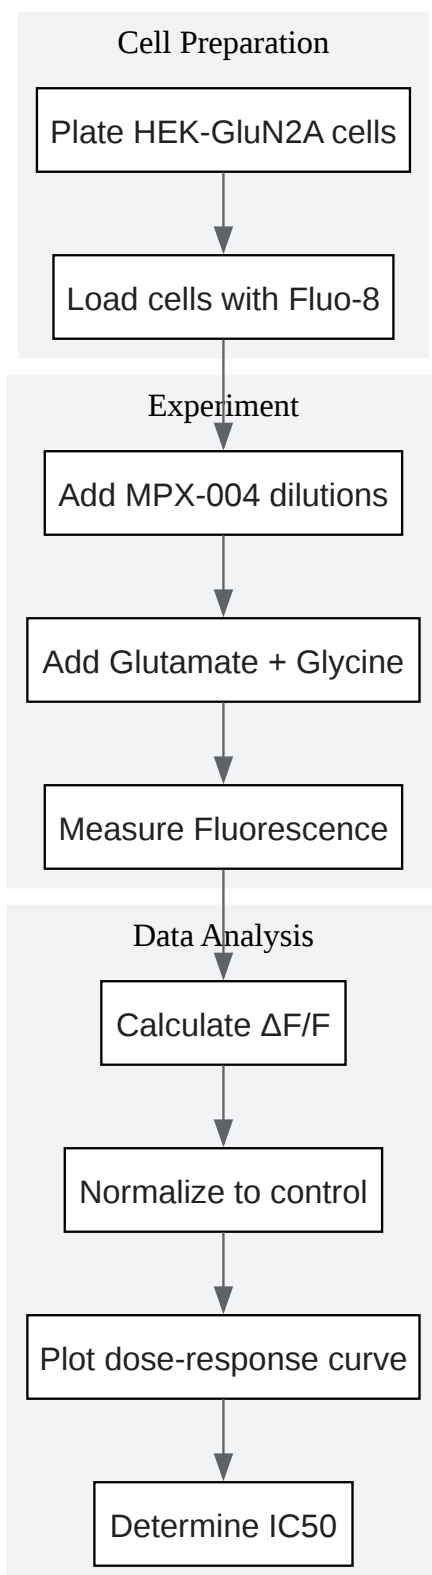 Cell Preparation
Plate HEK-GluN2A cells
Load cells with Fluo-8
Experiment
Add MPX-004 dilutions
Add Glutamate + Glycine
Measure Fluorescence
Data Analysis
Calculate ΔF/F
Normalize to control
Plot dose-response curve
Determine IC50